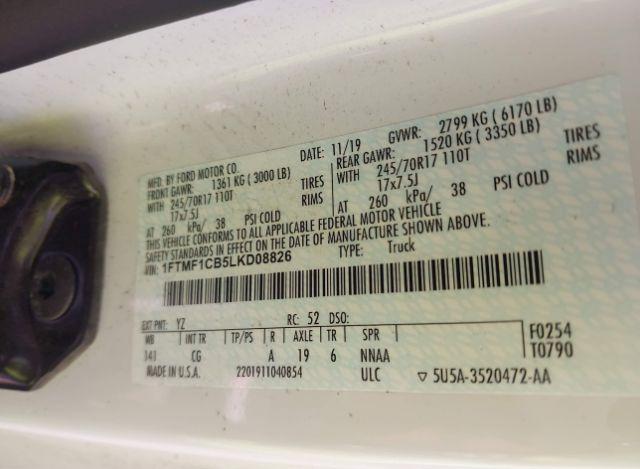 MFD. BY FORD MOTOR CO.
DATE: 11/19 GVWR: 2799 KG ( 6170 LB)
FRONT GAWR: 1361 KG ( 3000 LB)
REAR GAWR: 1520 KG ( 3350 LB)
WITH 245/70R17 110T TIRES
WITH 245/70R17 110T TIRES
17x7.5J RIMS
17x7.5J RIMS
AT 260 kPa/ 38 PSI COLD
AT 260 kPa/ 38 PSI COLD
THIS VEHICLE CONFORMS TO ALL APPLICABLE FEDERAL MOTOR VEHICLE
SAFETY STANDARDS IN EFFECT ON THE DATE OF MANUFACTURE SHOWN ABOVE.
VIN: 1FTMF1CB5LKD08826 TYPE: Truck
EXT PNT: YZ RC: 52 DSO:
WB INT TR TP/PS R AXLE TR SPR F0254
141 CG A 19 6 NNAA T0790
MADE IN U.S.A. 2201911040854 ULC ▽ 5U5A-3520472-AA